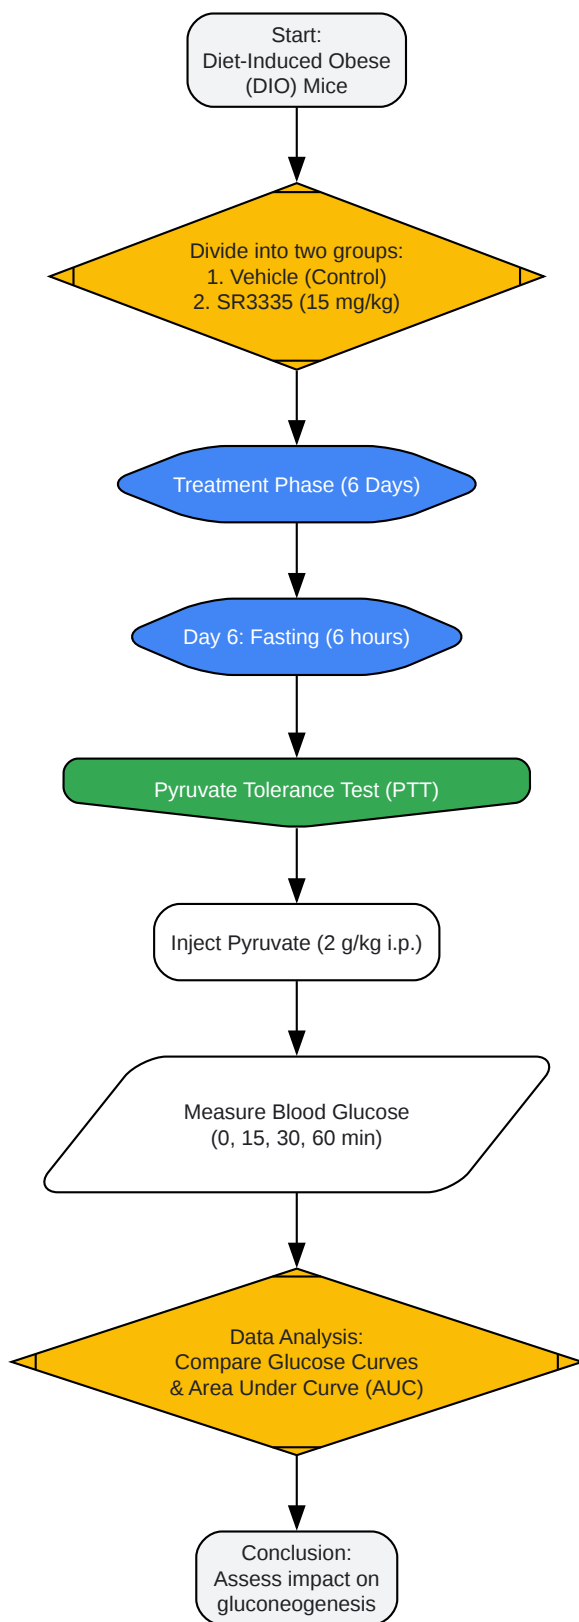 Start:
Diet-Induced Obese
(DIO) Mice
Divide into two groups:
1. Vehicle (Control)
2. SR3335 (15 mg/kg)
Treatment Phase (6 Days)
Day 6: Fasting (6 hours)
Pyruvate Tolerance Test (PTT)
Inject Pyruvate (2 g/kg i.p.)
Measure Blood Glucose
(0, 15, 30, 60 min)
Data Analysis:
Compare Glucose Curves
& Area Under Curve (AUC)
Conclusion:
Assess impact on
gluconeogenesis